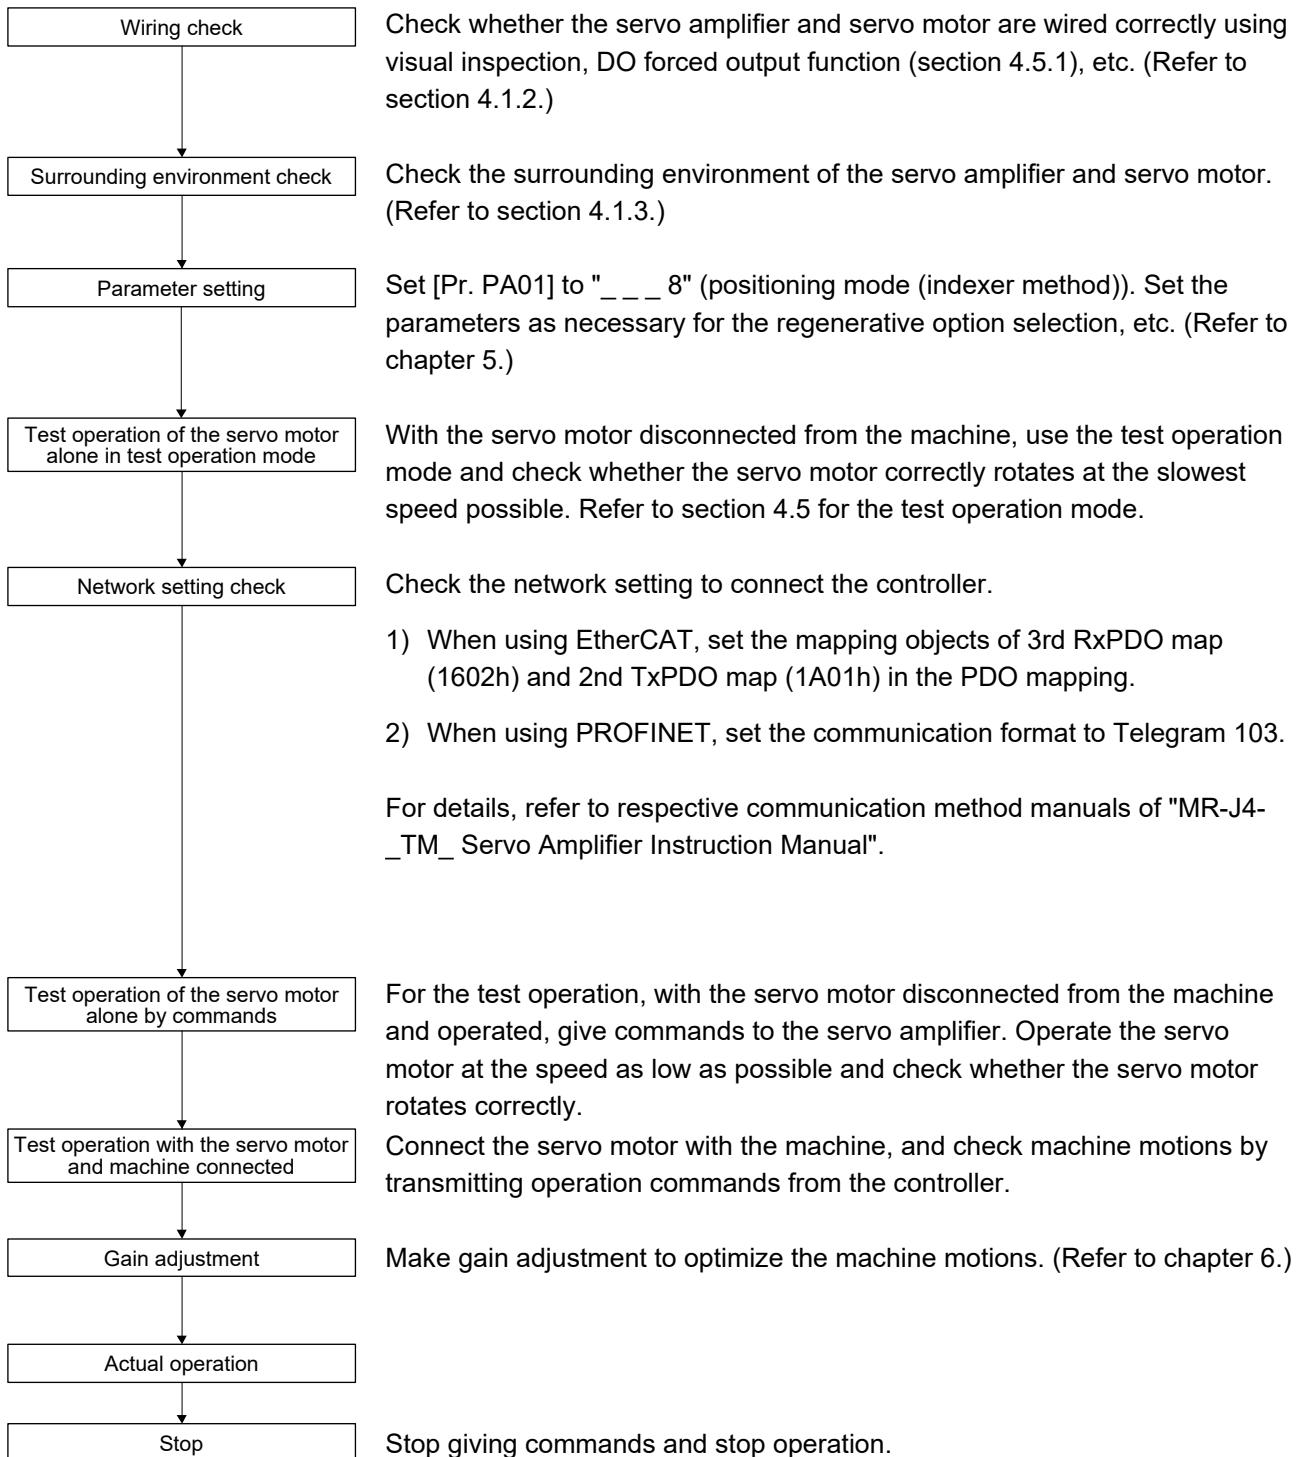 Wiring check
Check whether the servo amplifier and servo motor are wired correctly using
visual inspection, DO forced output function (section 4.5.1), etc. (Refer to
section 4.1.2.)
Surrounding environment check
Check the surrounding environment of the servo amplifier and servo motor.
(Refer to section 4.1.3.)
Parameter setting
Set [Pr. PA01] to "_ _ _ 8" (positioning mode (indexer method)). Set the
parameters as necessary for the regenerative option selection, etc. (Refer to
chapter 5.)
Test operation of the servo motor
alone in test operation mode
With the servo motor disconnected from the machine, use the test operation
mode and check whether the servo motor correctly rotates at the slowest
speed possible. Refer to section 4.5 for the test operation mode.
Network setting check
Check the network setting to connect the controller.
1) When using EtherCAT, set the mapping objects of 3rd RxPDO map
(1602h) and 2nd TxPDO map (1A01h) in the PDO mapping.
2) When using PROFINET, set the communication format to Telegram 103.
For details, refer to respective communication method manuals of "MR-J4-
_TM_ Servo Amplifier Instruction Manual".
Test operation of the servo motor
alone by commands
For the test operation, with the servo motor disconnected from the machine
and operated, give commands to the servo amplifier. Operate the servo
motor at the speed as low as possible and check whether the servo motor
rotates correctly.
Test operation with the servo motor
and machine connected
Connect the servo motor with the machine, and check machine motions by
transmitting operation commands from the controller.
Gain adjustment
Make gain adjustment to optimize the machine motions. (Refer to chapter 6.)
Actual operation
Stop
Stop giving commands and stop operation.